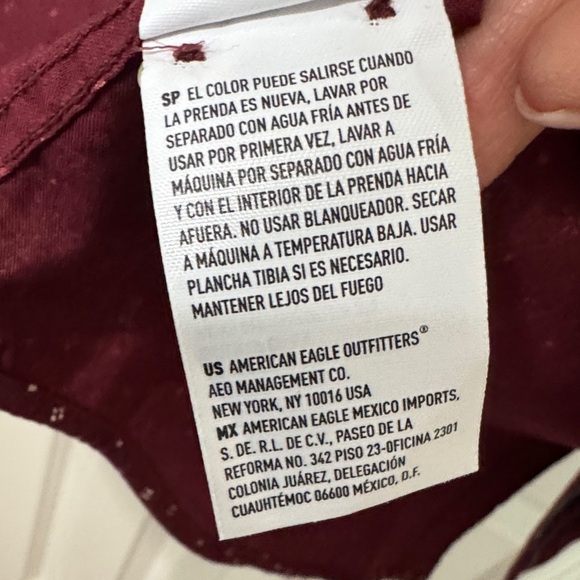 SP EL COLOR PUEDE SALIRSE CUANDO
LA PRENDA ES NUEVA, LAVAR POR
SEPARADO CON AGUA FRÍA ANTES DE
USAR POR PRIMERA VEZ, LAVAR A
MÁQUINA POR SEPARADO CON AGUA FRÍA
Y CON EL INTERIOR DE LA PRENDA HACIA
AFUERA. NO USAR BLANQUEADOR. SECAR
A MÁQUINA A TEMPERATURA BAJA. USAR
PLANCHA TIBIA SI ES NECESARIO.
MANTENER LEJOS DEL FUEGO
US AMERICAN EAGLE OUTFITTERS®
AEO MANAGEMENT CO.
NEW YORK, NY 10016 USA
MX AMERICAN EAGLE MEXICO IMPORTS,
S. DE. R.L. DE C.V., PASEO DE LA
REFORMA NO. 342 PISO 23-OFICINA 2301
COLONIA JUÁREZ, DELEGACIÓN
CUAUHTÉMOC 06600 MÉXICO, D.F.